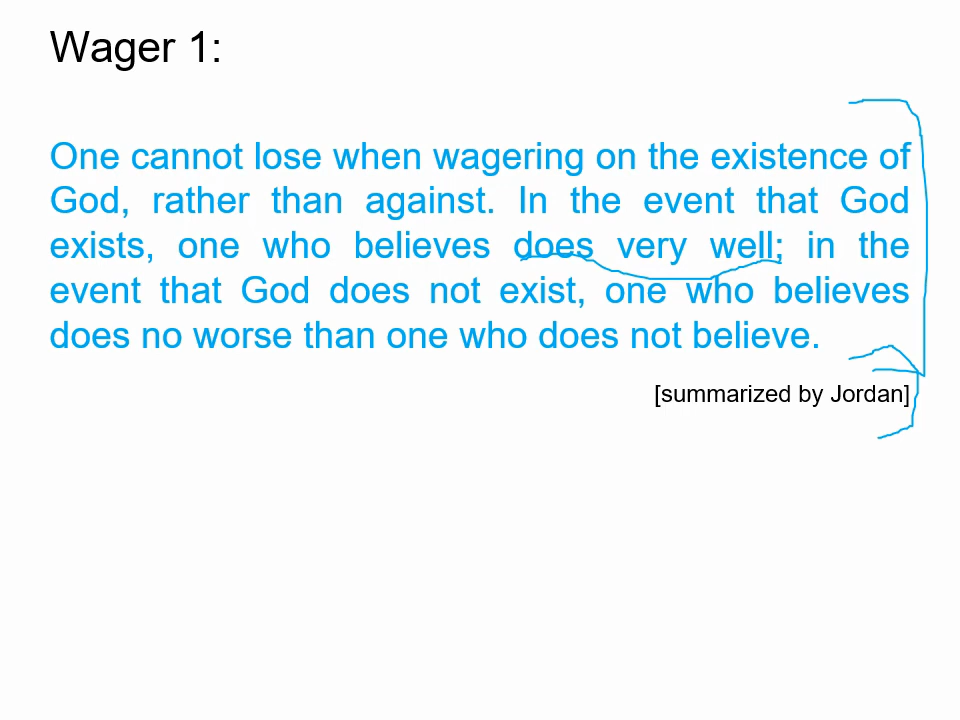 Wager 1:
One cannot lose when wagering on the existence of
God, rather than against. In the event that God
exists, one who believes does very well; in the
event that God does not exist, one who believes
does no worse than one who does not believe.
[summarized by Jordan]